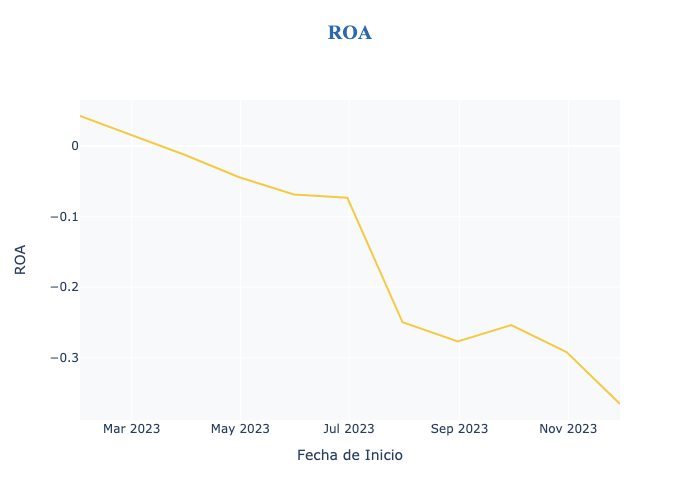 ROA
0
−0.1
−0.2
−0.3
ROA
Mar 2023
May 2023
Jul 2023
Sep 2023
Nov 2023
Fecha de Inicio